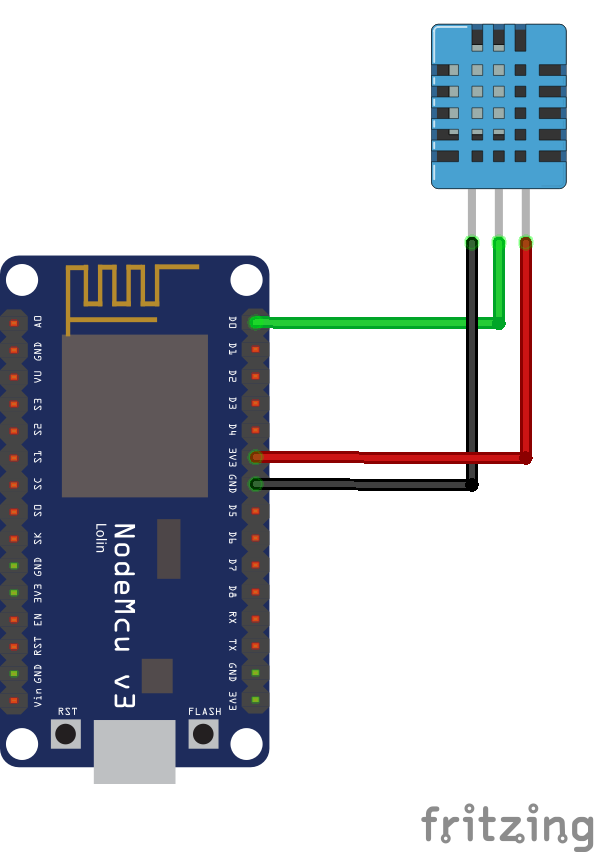 A0
GND
VU
S3
S2
S1
SC
SO
SK
GND
3V3
EN
RST
GND
Vin
D0
D1
D2
D3
D4
3V3
GND
D5
D6
D7
D8
RX
TX
GND
3V3
NodeMcu v3
Lolin
RST
FLASH
fritzing